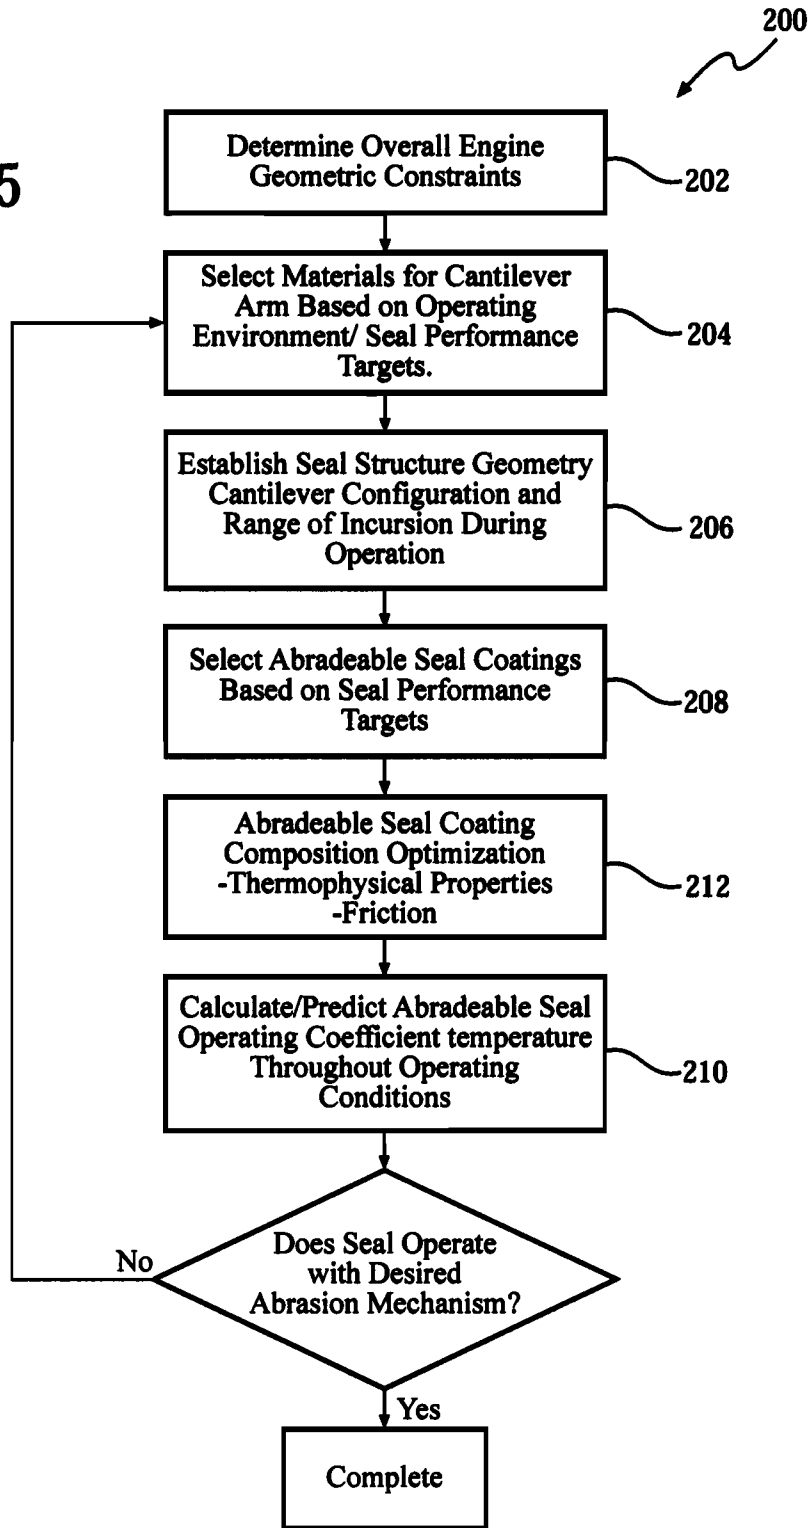 200
5
Determine Overall Engine
Geometric Constraints
202
Select Materials for Cantilever
Arm Based on Operating
Environment/ Seal Performance
Targets.
204
Establish Seal Structure Geometry
Cantilever Configuration and
Range of Incursion During
Operation
206
Select Abradeable Seal Coatings
Based on Seal Performance
Targets
208
Abradeable Seal Coating
Composition Optimization
-Thermophysical Properties
-Friction
212
Calculate/Predict Abradeable Seal
Operating Coefficient temperature
Throughout Operating
Conditions
210
Does Seal Operate
with Desired
Abrasion Mechanism?
No
Yes
Complete